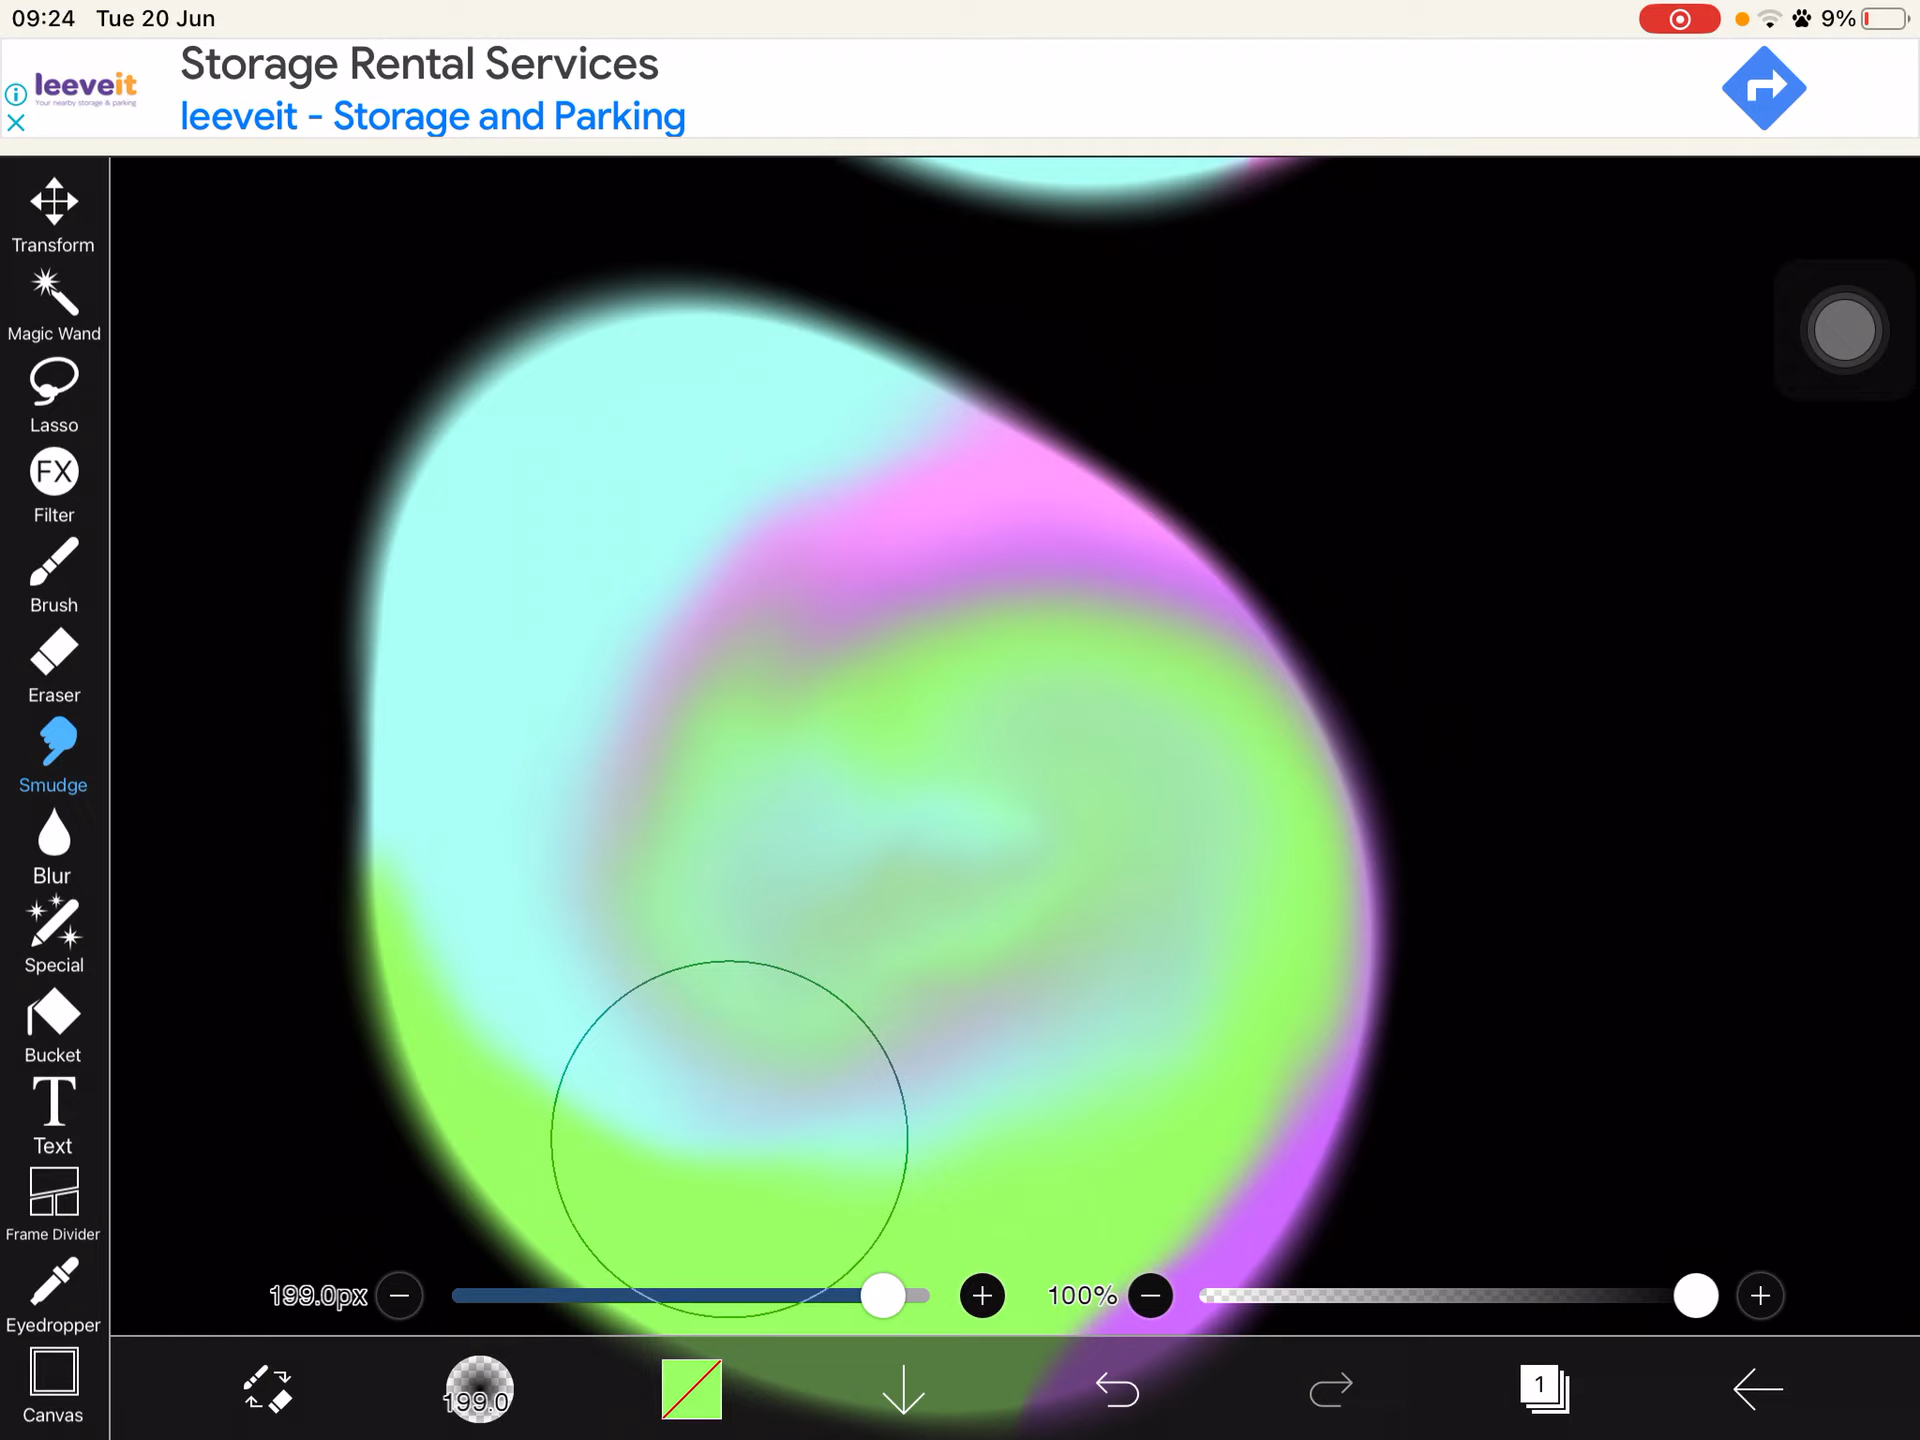 09:24 Tue 20 Jun
9%
leeveit
Your nearby storage & parking
Storage Rental Services
leeveit - Storage and Parking
Transform
Magic Wand
Lasso
FX
Filter
Brush
Eraser
Smudge
Blur
Special
Bucket
T
Text
Frame Divider
Eyedropper
Canvas
199.0px
100%
199.0
1